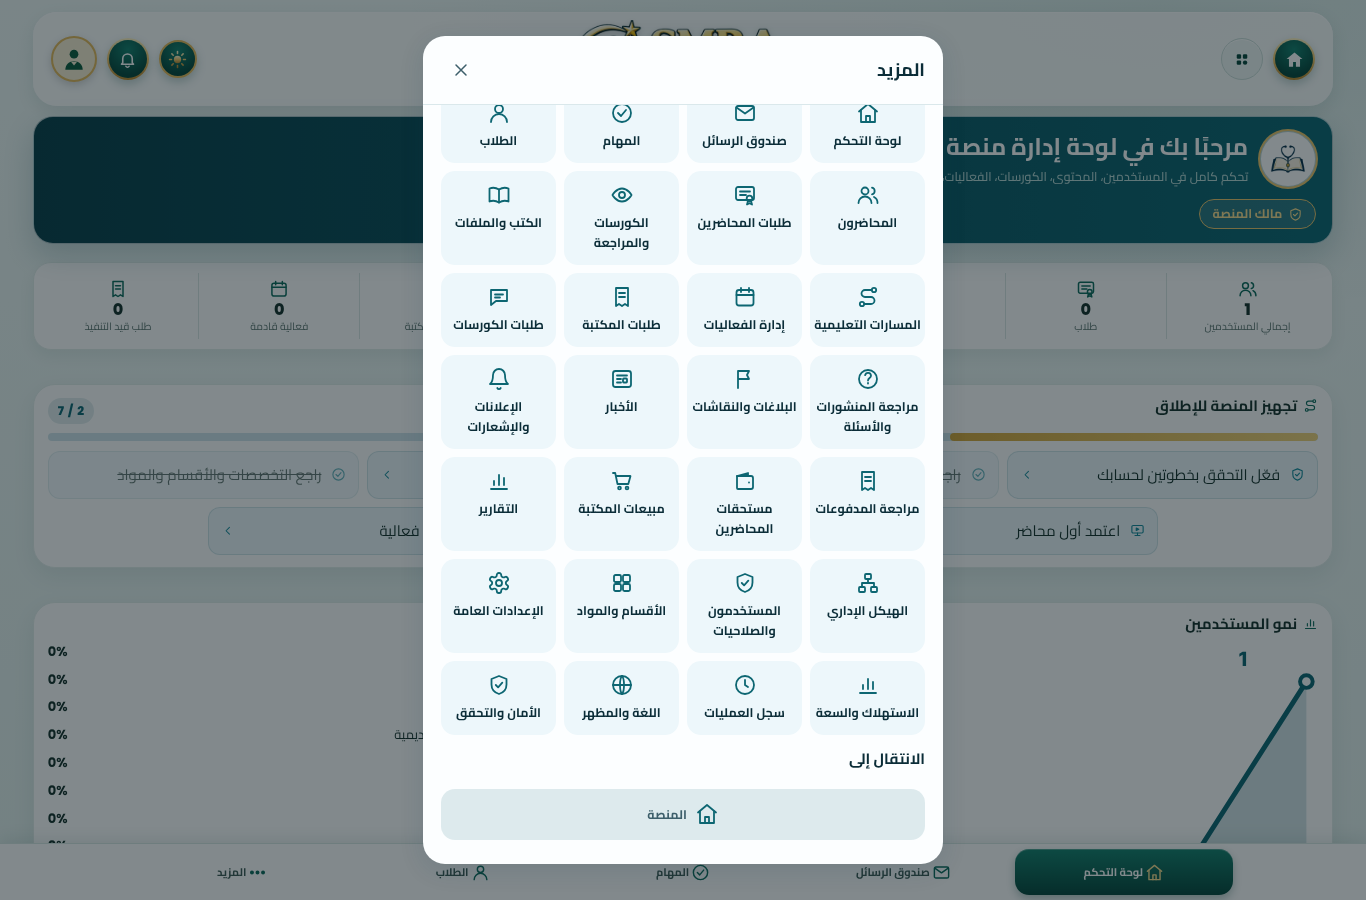 المزيد
لوحة التحكم
صندوق الرسائل
المهام
الطلاب
المحاضرون
طلبات المحاضرين
الكورسات
والمراجعة
الكتب والملفات
المسارات التعليمية
إدارة الفعاليات
طلبات المكتبة
طلبات الكورسات
مراجعة المنشورات
والأسئلة
البلاغات والنقاشات
الأخبار
الإعلانات
والإشعارات
مراجعة المدفوعات
مستحقات
المحاضرين
مبيعات المكتبة
التقارير
الهيكل الإداري
المستخدمون
والصلاحيات
الأقسام والمواد
الإعدادات العامة
الاستهلاك والسعة
سجل العمليات
اللغة والمظهر
الأمان والتحقق
الانتقال إلى
المنصة
مرحبًا بك في لوحة إدارة منصة
تحكم كامل في المستخدمين، المحتوى، الكورسات، الفعاليات،
مالك المنصة
1
إجمالي المستخدمين
0
طلاب
0
فعالية قادمة
0
طلب قيد التنفيذ
تجهيز المنصة للإطلاق
7 / 2
فعّل التحقق بخطوتين لحسابك
راجع التخصصات والأقسام والمواد
اعتمد أول محاضر
فعالية
نمو المستخدمين
1
0%
0%
0%
0%
0%
0%
0%
لوحة التحكم
صندوق الرسائل
المهام
الطلاب
المزيد